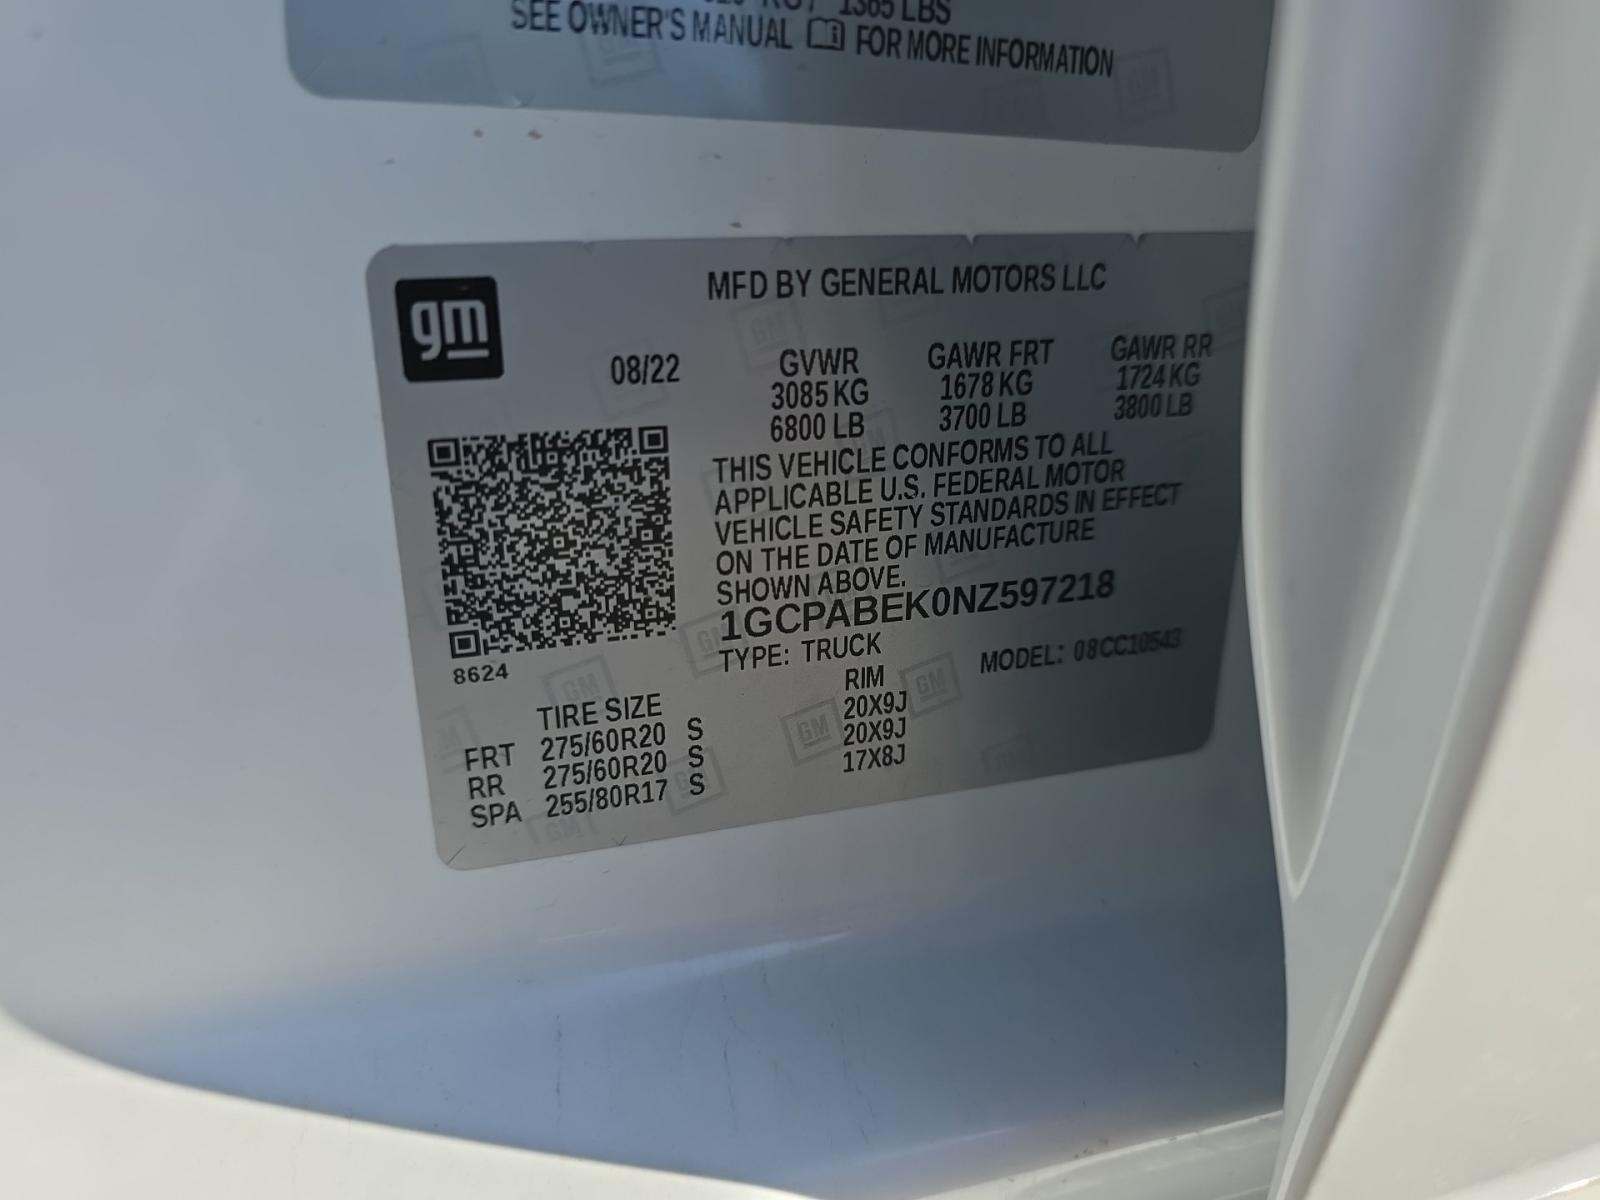 1365 LBS
SEE OWNER'S MANUAL FOR MORE INFORMATION
gm
MFD BY GENERAL MOTORS LLC
08/22 GVWR GAWR FRT GAWR RR
3085 KG 1678 KG 1724 KG
6800 LB 3700 LB 3800 LB
THIS VEHICLE CONFORMS TO ALL
APPLICABLE U.S. FEDERAL MOTOR
VEHICLE SAFETY STANDARDS IN EFFECT
ON THE DATE OF MANUFACTURE
SHOWN ABOVE.
1GCPABEK0NZ597218
TYPE: TRUCK MODEL: 08CC10543
8624
TIRE SIZE RIM
FRT 275/60R20 S 20X9J
RR 275/60R20 S 20X9J
SPA 255/80R17 S 17X8J